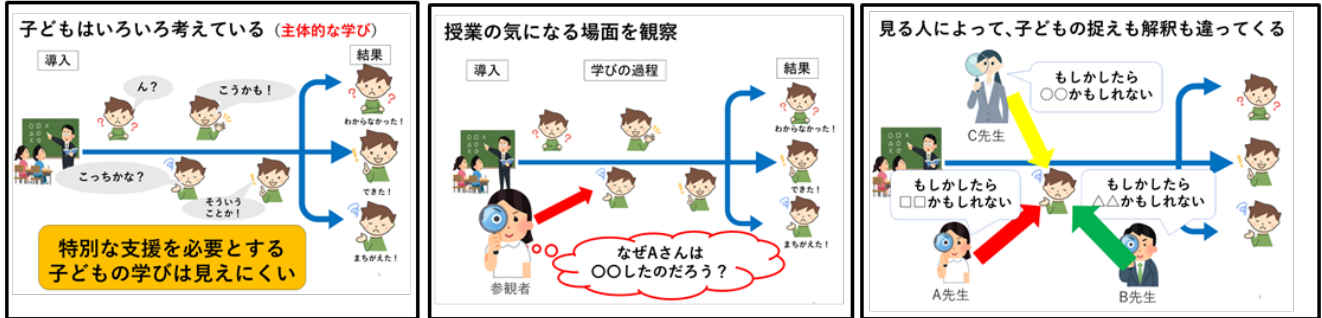 子どもはいろいろ考えている（主体的な学び）
導入
結果
ん？
こうかも！
わからなかった！
こっちかな？
できた！
そういう
ことか！
まちがえた！
特別な支援を必要とする
子どもの学びは見えにくい
授業の気になる場面を観察
導入
学びの過程
結果
わからなかった！
できた！
まちがえた！
なぜAさんは
〇〇したのだろう？
参観者
見る人によって、子どもの捉えも解釈も違ってくる
もしかしたら
○○かもしれない
C先生
もしかしたら
□□かもしれない
もしかしたら
△△かもしれない
A先生
B先生